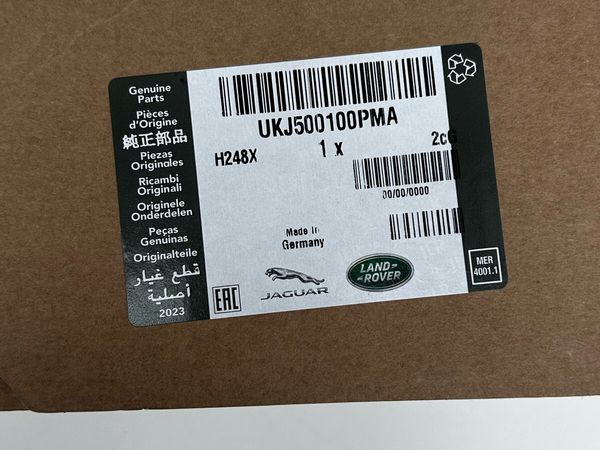 Genuine
Parts
Pièces
d'Origine
純正部品
Piezas
Originales
Ricambi
Originali
Originele
Onderdelen
Peças
Genuinas
Originalteile
قطع غيار
أصلية
2023
UKJ500100PMA
H248X
1 x
00/00/0000
Made in
Germany
EAC
JAGUAR
LAND-
-ROVER
MER
4001.1